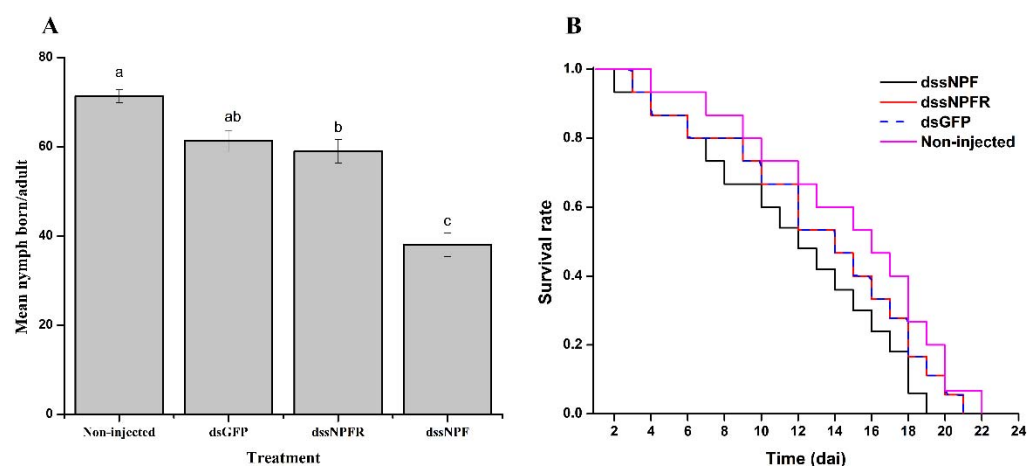 A
Mean nymph born/adult
80
60
40
20
0
a
ab
b
c
Non-injected
dsGFP
dssNPFR
dssNPF
Treatment
B
Survival rate
1.0
0.8
0.6
0.4
0.2
0.0
dssNPF
dssNPFR
dsGFP
Non-injected
2 4 6 8 10 12 14 16 18 20 22 24
Time (dai)